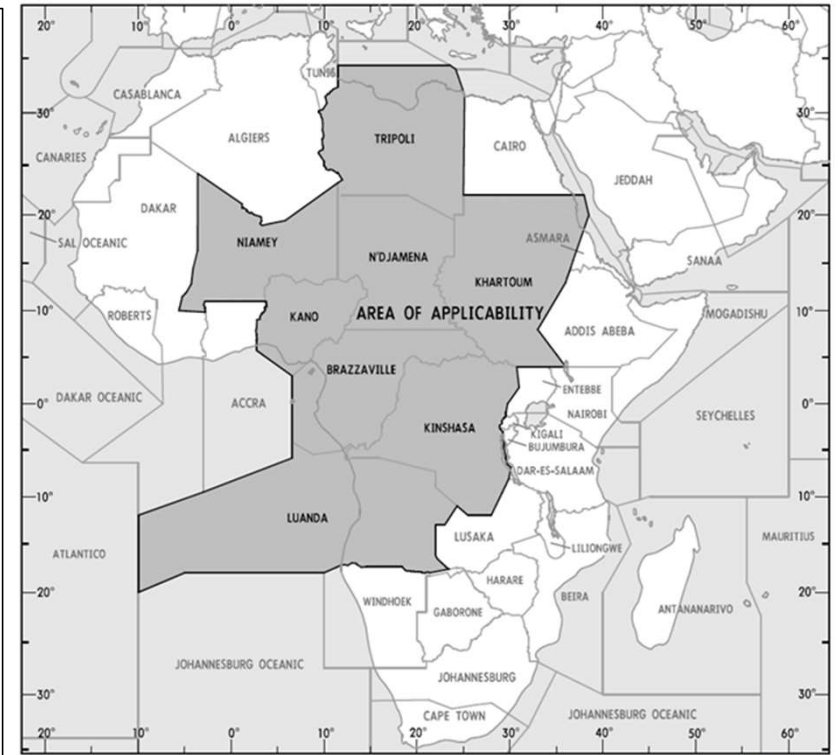 20° 10° 0° 10° 20° 30° 40° 50° 60°
TUNIS
CASABLANCA
30° 30°
ALGIERS TRIPOLI CAIRO
CANARIES
JEDDAH
DAKAR
20° 20°
SAL OCEANIC NIAMEY ASMARA
N'DJAMENA SANAA
KHARTOUM
10° ROBERTS KANO AREA OF APPLICABILITY MOGADISHU 10°
ADDIS ABEBA
BRAZZAVILLE
ENTEBBE
DAKAR OCEANIC
0° ACCRA NAIROBI SEYCHELLES 0°
KINSHASA
KIGALI
BUJUMBURA
DAR-ES-SALAAM
10° 10°
LUANDA
LUSAKA MAURITIUS
ATLANTICO LILIONGWE
HARARE
20° 20°
WINDHOEK BEIRA
GABORONE ANTANANARIVO
JOHANNESBURG OCEANIC
JOHANNESBURG
30° 30°
CAPE TOWN JOHANNESBURG OCEANIC
20° 10° 0° 10° 20° 30° 40° 50° 60°